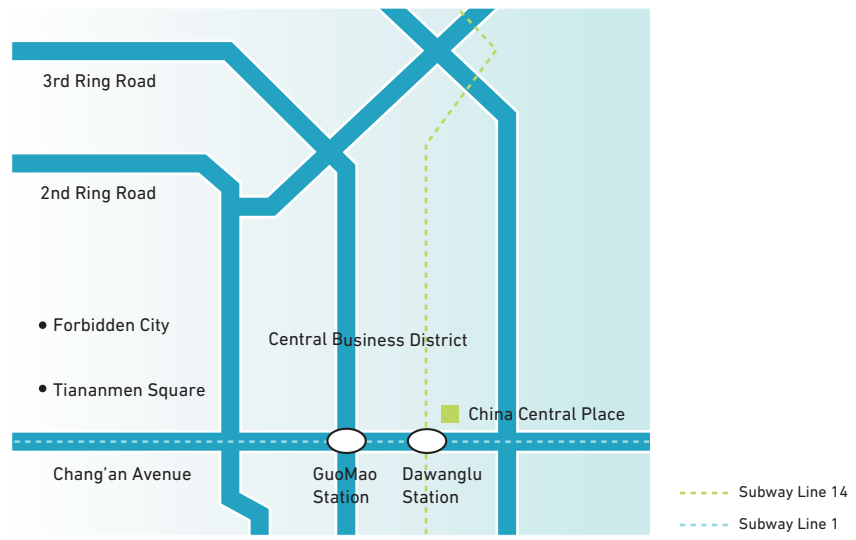 3rd Ring Road
2nd Ring Road
Forbidden City
Central Business District
Tiananmen Square
China Central Place
Chang'an Avenue
GuoMao
Station
Dawanglu
Station
Subway Line 14
Subway Line 1